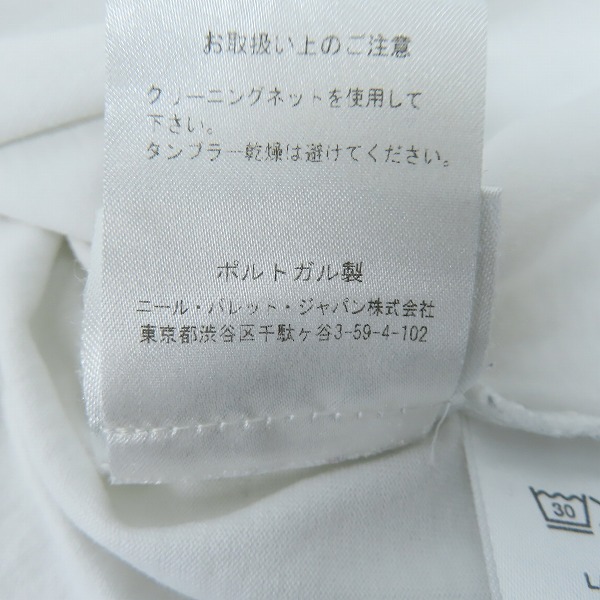 お取扱い上のご注意
クリーニングネットを使用して
下さい。
タンブラー乾燥は避けてください。
ポルトガル製
ニール・バレット・ジャパン株式会社
東京都渋谷区千駄ヶ谷3-59-4-102
30
L